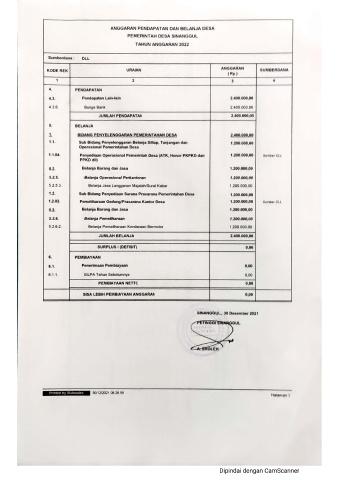 ANGGARAN PENDAPATAN DAN BELANJA DESA
PEMERINTAH DESA SINANGGUL
TAHUN ANGGARAN 2022
Sumberdana : DLL
KODE REK URAIAN ANGGARAN (Rp.) SUMBERDANA
1 2 3 4
4. PENDAPATAN
4.3. Pendapatan Lain-lain 2.400.000,00
4.3.6. Bunga Bank 2.400.000,00
JUMLAH PENDAPATAN 2.400.000,00
5. BELANJA
1. BIDANG PENYELENGGARAN PEMERINTAHAN DESA 2.400.000,00
1.1. Sub Bidang Penyelenggaran Belanja Siltap, Tunjangan dan Operasional Pemerintahan Desa 1.200.000,00
1.1.04. Penyediaan Operasional Pemerintah Desa (ATK, Honor PKPKD dan PPKD dll) 1.200.000,00 Sumber DLL
5.2. Belanja Barang dan Jasa 1.200.000,00
5.2.5. Belanja Operasional Perkantoran 1.200.000,00
5.2.5.3. Belanja Jasa Langganan Majalah/Surat Kabar 1.200.000,00
1.2. Sub Bidang Penyediaan Sarana Prasarana Pemerintahan Desa 1.200.000,00
1.2.02. Pemeliharaan Gedung/Prasarana Kantor Desa 1.200.000,00 Sumber DLL
5.2. Belanja Barang dan Jasa 1.200.000,00
5.2.6. Belanja Pemeliharaan 1.200.000,00
5.2.6.2. Belanja Pemeliharaan Kendaraan Bermotor 1.200.000,00
JUMLAH BELANJA 2.400.000,00
SURPLUS / (DEFISIT) 0,00
6. PEMBIAYAAN
6.1. Penerimaan Pembiayaan 0,00
6.1.1. SILPA Tahun Sebelumnya 0,00
PEMBIAYAAN NETTO 0,00
SISA LEBIH PEMBIAYAAN ANGGARAN 0,00
SINANGGUL, 30 Desember 2021
PETINGGI SINANGGUL
A. SHOLEH
Printed by Siskeudes 30/12/2021
Halaman 1
Dipindai dengan CamScanner